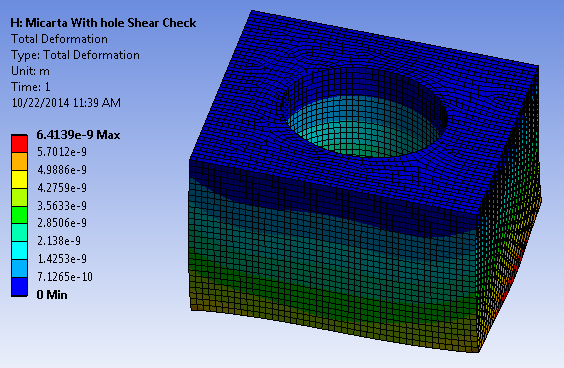 H: Micarta With hole Shear Check
Total Deformation
Type: Total Deformation
Unit: m
Time: 1
10/22/2014 11:39 AM
6.4139e-9 Max
5.7012e-9
4.9886e-9
4.2759e-9
3.5633e-9
2.8506e-9
2.138e-9
1.4253e-9
7.1265e-10
0 Min